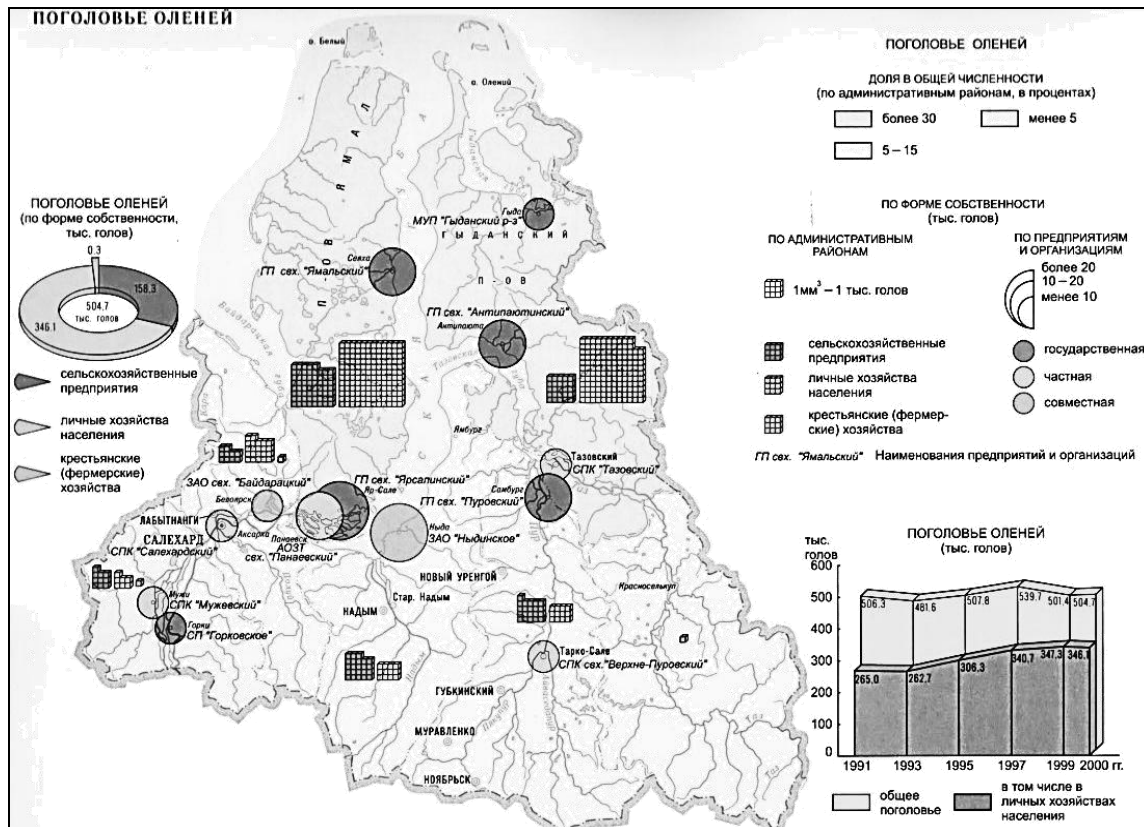 ПОГОЛОВЬЕ ОЛЕНЕЙ
о. Белый
о. Олений
Я М А Л
П - О В
ПОГОЛОВЬЕ ОЛЕНЕЙ
(по форме собственности,
тыс. голов)
0.3
158.3
504.7
тыс. голов
346.1
сельскохозяйственные
предприятия
личные хозяйства
населения
крестьянские
(фермерские)
хозяйства
Гыда
МУП "Гыданский р-з"
Г Ы Д А Н С К И Й
П - О В
Сеяха
ГП свх. "Ямальский"
ГП свх. "Антипаютинский"
Антипаюта
Байдарацкая
Тазовская
губа
Ямбург
Тазовский
СПК "Тазовский"
ЗАО свх. "Байдарацкий"
Белоярск
ГП свх. "Ярсалинский"
Яр-Сале
Самбург
ГП свх. "Пуровский"
ЛАБЫТНАНГИ
Аксарка
САЛЕХАРД
Панаевск
АОЗТ
свх. "Панаевский"
СПК "Салехардский"
Ныда
ЗАО "Ныдинское"
НОВЫЙ УРЕНГОЙ
Стар. Надым
НАДЫМ
Красноселькуп
Мужи
СПК "Мужевский"
Горки
СП "Горковское"
Тарко-Сале
СПК свх."Верхне-Пуровский"
ГУБКИНСКИЙ
МУРАВЛЕНКО
НОЯБРЬСК
Таз
Таз
ПОГОЛОВЬЕ ОЛЕНЕЙ
ДОЛЯ В ОБЩЕЙ ЧИСЛЕННОСТИ
(по административным районам, в процентах)
более 30
менее 5
5 – 15
ПО ФОРМЕ СОБСТВЕННОСТИ
(тыс. голов)
ПО АДМИНИСТРАТИВНЫМ
РАЙОНАМ
1мм³ – 1 тыс. голов
сельскохозяйственные
предприятия
личные хозяйства
населения
крестьянские (фермер-
ские) хозяйства
ПО ПРЕДПРИЯТИЯМ
И ОРГАНИЗАЦИЯМ
более 20
10 – 20
менее 10
государственная
частная
совместная
ГП свх. "Ямальский" Наименования предприятий и организаций
ПОГОЛОВЬЕ ОЛЕНЕЙ
(тыс. голов)
тыс.
голов
600
500
400
300
200
100
0
506.3 481.6 507.8 539.7 501.4 504.7
265.0 262.7 306.3 340.7 347.3 346.1
1991 1993 1995 1997 1999 2000 гг.
общее
поголовье
в том числе в
личных хозяйствах
населения